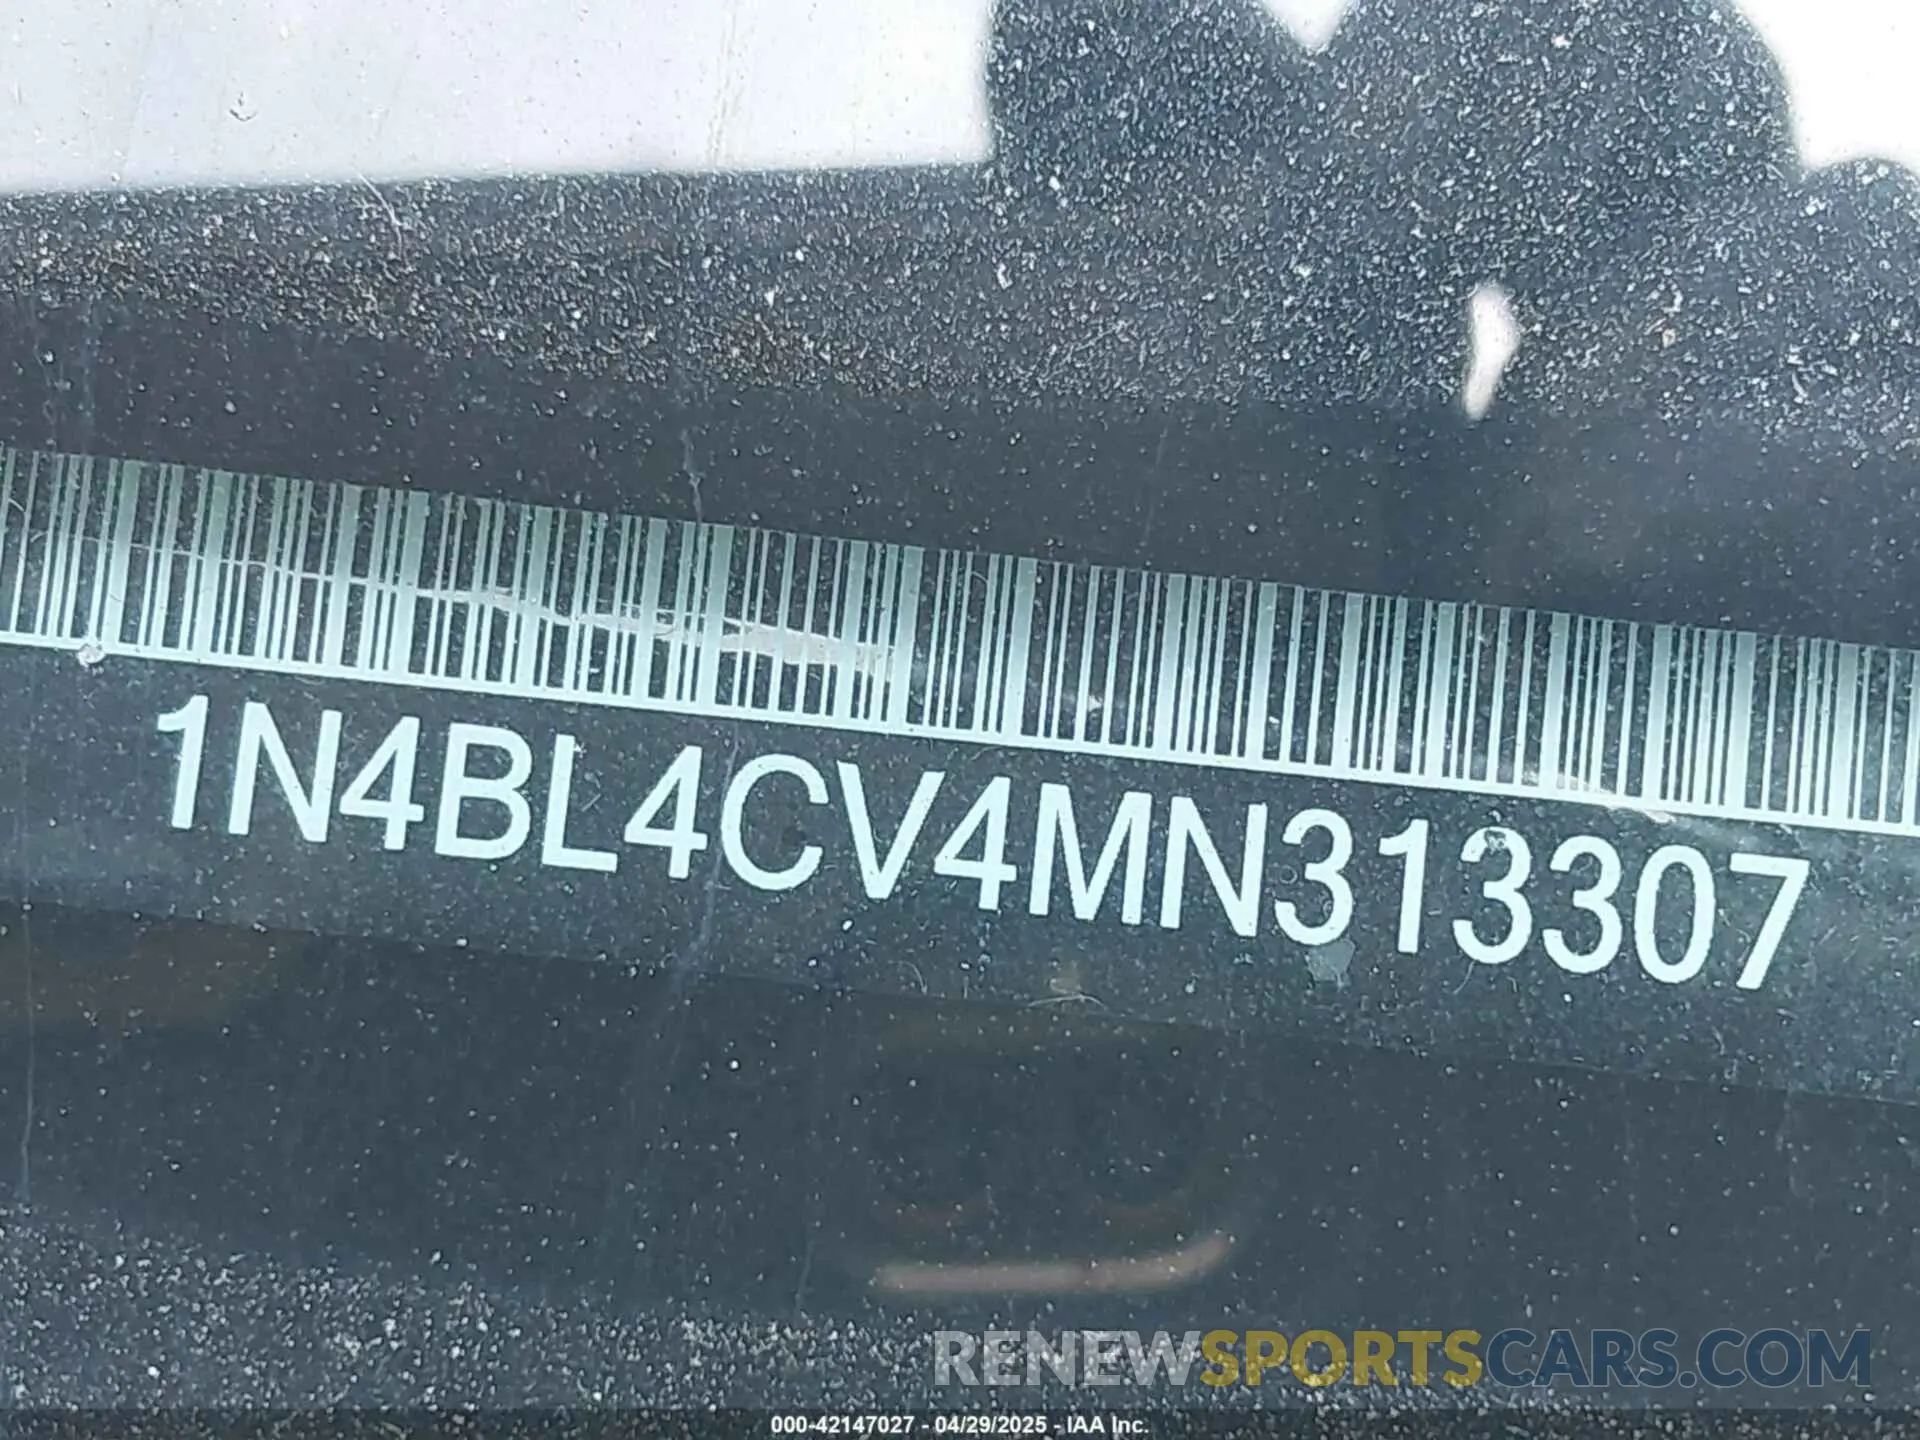 1N4BL4CV4MN313307
RENEWSPORTSCARS.COM
000-42147027 - 04/29/2025 - IAA Inc.